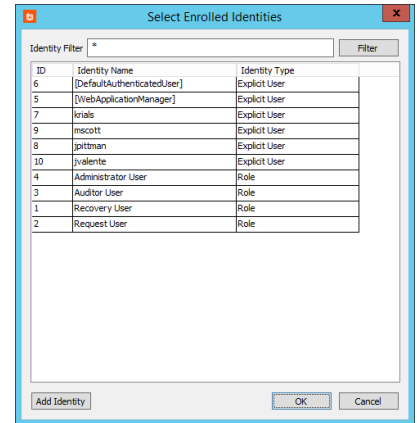 Select Enrolled Identities
x
Identity Filter * Filter
ID Identity Name Identity Type
6 [DefaultAuthenticatedUser] Explicit User
5 [WebApplicationManager] Explicit User
7 krials Explicit User
9 mscott Explicit User
8 jpittman Explicit User
10 jvalente Explicit User
4 Administrator User Role
3 Auditor User Role
1 Recovery User Role
2 Request User Role
Add Identity OK Cancel